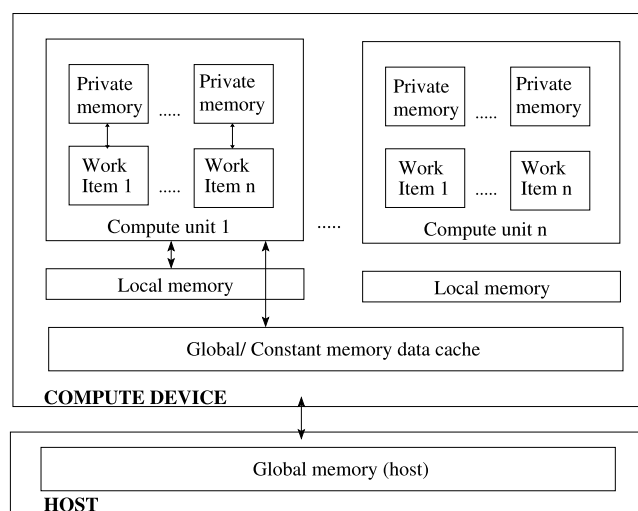 Private memory
.....
Private memory
Private memory
.....
Private memory
Work Item 1
.....
Work Item n
Work Item 1
.....
Work Item n
Compute unit 1
.....
Compute unit n
Local memory
Local memory
Global/ Constant memory data cache
COMPUTE DEVICE
Global memory (host)
HOST